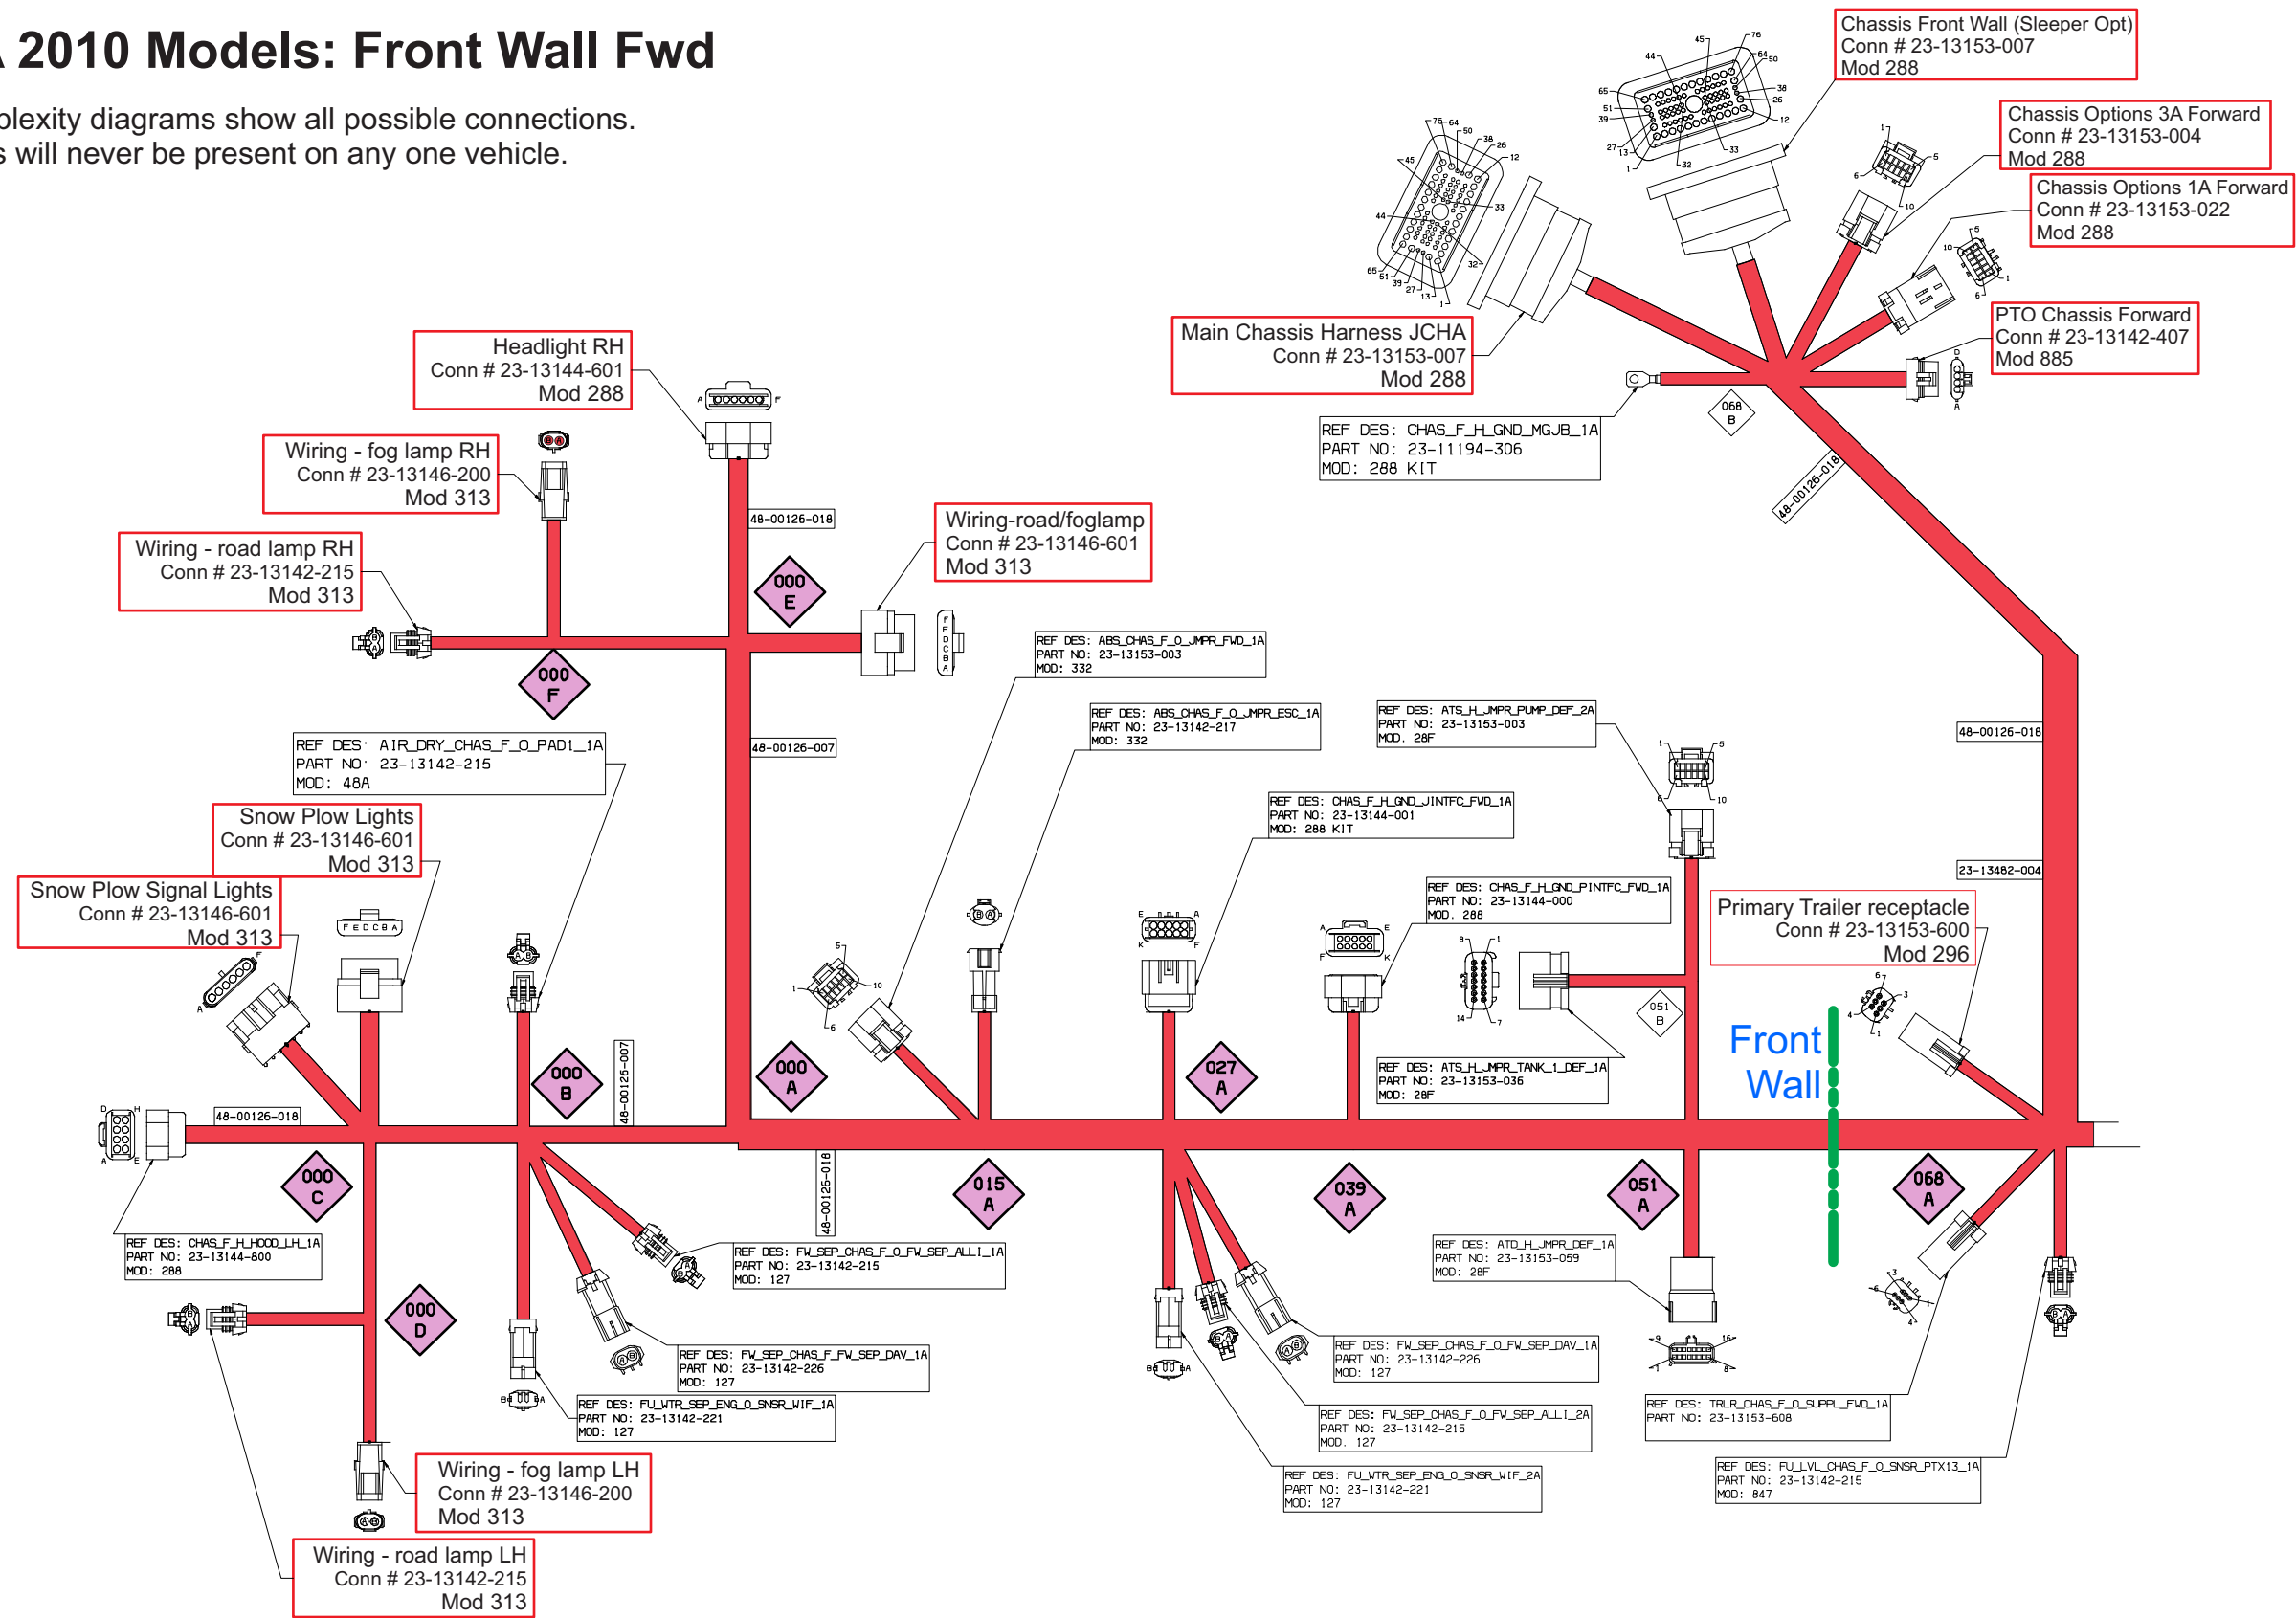 A 2010 Models: Front Wall Fwd
plexity diagrams show all possible connections.
s will never be present on any one vehicle.
Chassis Front Wall (Sleeper Opt)
Conn # 23-13153-007
Mod 288
Chassis Options 3A Forward
Conn # 23-13153-004
Mod 288
Chassis Options 1A Forward
Conn # 23-13153-022
Mod 288
PTO Chassis Forward
Conn # 23-13142-407
Mod 885
Main Chassis Harness JCHA
Conn # 23-13153-007
Mod 288
REF DES: CHAS_F_H_GND_MGJB_1A
PART NO: 23-11194-306
MOD: 288 KIT
068
B
48-00126-018
Headlight RH
Conn # 23-13144-601
Mod 288
Wiring - fog lamp RH
Conn # 23-13146-200
Mod 313
Wiring - road lamp RH
Conn # 23-13142-215
Mod 313
48-00126-018
Wiring-road/foglamp
Conn # 23-13146-601
Mod 313
000
E
000
F
REF DES: ABS_CHAS_F_O_JMPR_FWD_1A
PART NO: 23-13153-003
MOD: 332
REF DES: ABS_CHAS_F_O_JMPR_ESC_1A
PART NO: 23-13142-217
MOD: 332
REF DES: ATS_H_JMPR_PUMP_DEF_2A
PART NO: 23-13153-003
MOD. 28F
REF DES: AIR_DRY_CHAS_F_O_PAD1_1A
PART NO: 23-13142-215
MOD: 48A
48-00126-007
48-00126-018
REF DES: CHAS_F_H_GND_JINTFC_FWD_1A
PART NO: 23-13144-001
MOD: 288 KIT
Snow Plow Lights
Conn # 23-13146-601
Mod 313
Snow Plow Signal Lights
Conn # 23-13146-601
Mod 313
REF DES: CHAS_F_H_GND_PINTFC_FWD_1A
PART NO: 23-13144-000
MOD. 288
23-13482-004
Primary Trailer receptacle
Conn # 23-13153-600
Mod 296
051
B
Front
Wall
REF DES: ATS_H_JMPR_TANK_1_DEF_1A
PART NO: 23-13153-036
MOD: 28F
000
B
48-00126-007
000
A
027
A
48-00126-018
000
C
48-00126-018
015
A
039
A
051
A
068
A
REF DES: CHAS_F_H_HOOD_LH_1A
PART NO: 23-13144-800
MOD: 288
REF DES: FW_SEP_CHAS_F_O_FW_SEP_ALLI_1A
PART NO: 23-13142-215
MOD: 127
REF DES: ATD_H_JMPR_DEF_1A
PART NO: 23-13153-059
MOD: 28F
000
D
REF DES: FW_SEP_CHAS_F_FW_SEP_DAV_1A
PART NO: 23-13142-226
MOD: 127
REF DES: FW_SEP_CHAS_F_O_FW_SEP_DAV_1A
PART NO: 23-13142-226
MOD: 127
REF DES: FU_WTR_SEP_ENG_O_SNSR_WIF_1A
PART NO: 23-13142-221
MOD: 127
REF DES: FW_SEP_CHAS_F_O_FW_SEP_ALLI_2A
PART NO: 23-13142-215
MOD. 127
REF DES: TRLR_CHAS_F_O_SUPPL_FWD_1A
PART NO: 23-13153-608
REF DES: FU_WTR_SEP_ENG_O_SNSR_WIF_2A
PART NO: 23-13142-221
MOD: 127
REF DES: FU_LVL_CHAS_F_O_SNSR_PTX13_1A
PART NO: 23-13142-215
MOD: 847
Wiring - fog lamp LH
Conn # 23-13146-200
Mod 313
Wiring - road lamp LH
Conn # 23-13142-215
Mod 313